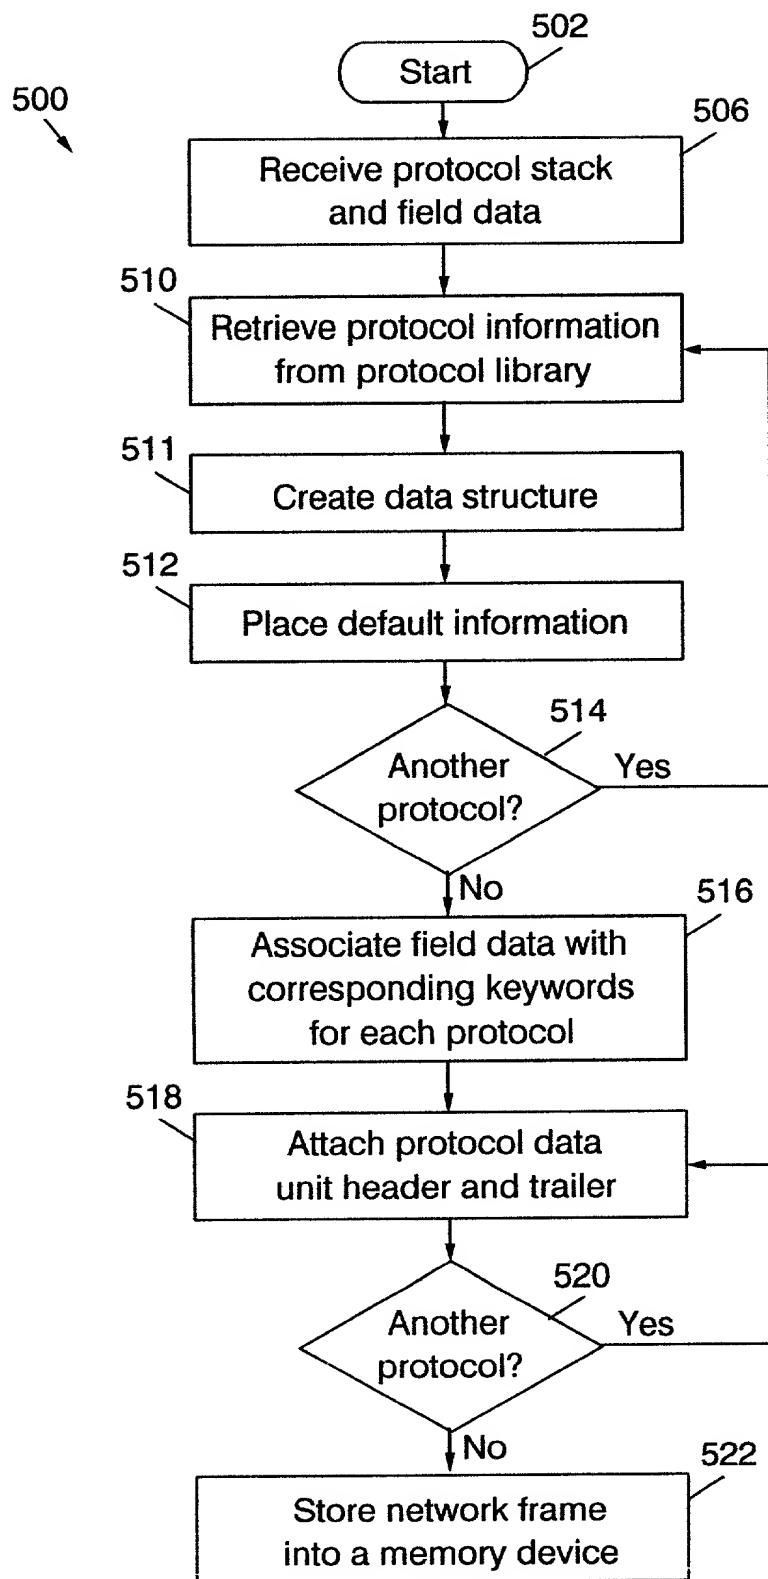 502
Start
500
506
Receive protocol stack
and field data
510
Retrieve protocol information
from protocol library
511
Create data structure
512
Place default information
514
Another
protocol?
Yes
No
516
Associate field data with
corresponding keywords
for each protocol
518
Attach protocol data
unit header and trailer
520
Another
protocol?
Yes
No
522
Store network frame
into a memory device